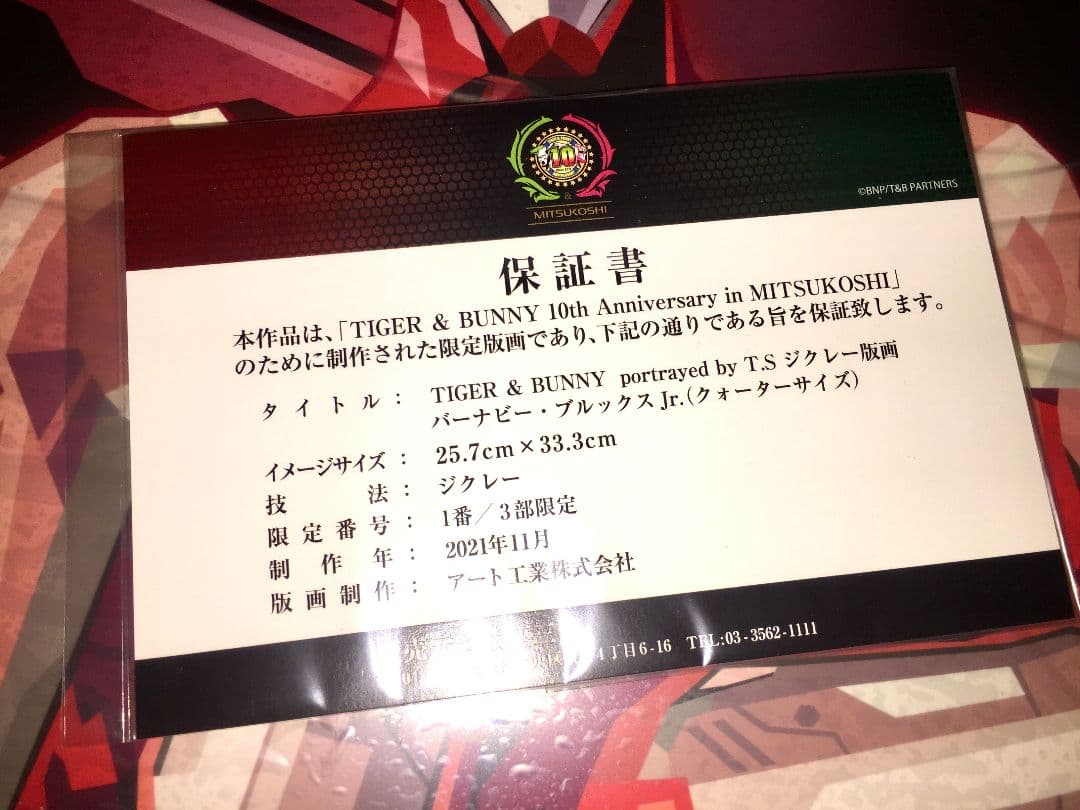 10
&
MITSUKOSHI
©BNP/T&B PARTNERS
保証書
本作品は、「TIGER & BUNNY 10th Anniversary in MITSUKOSHI」
のために制作された限定版画であり、下記の通りである旨を保証致します。
タイトル： TIGER & BUNNY portrayed by T.S ジクレー版画
バーナビー・ブルックスJr.(クォーターサイズ)
イメージサイズ： 25.7cm×33.3cm
技法： ジクレー
限定番号： 1番／3部限定
制作年： 2021年11月
版画制作： アート工業株式会社
丁目6-16 TEL:03-3562-1111